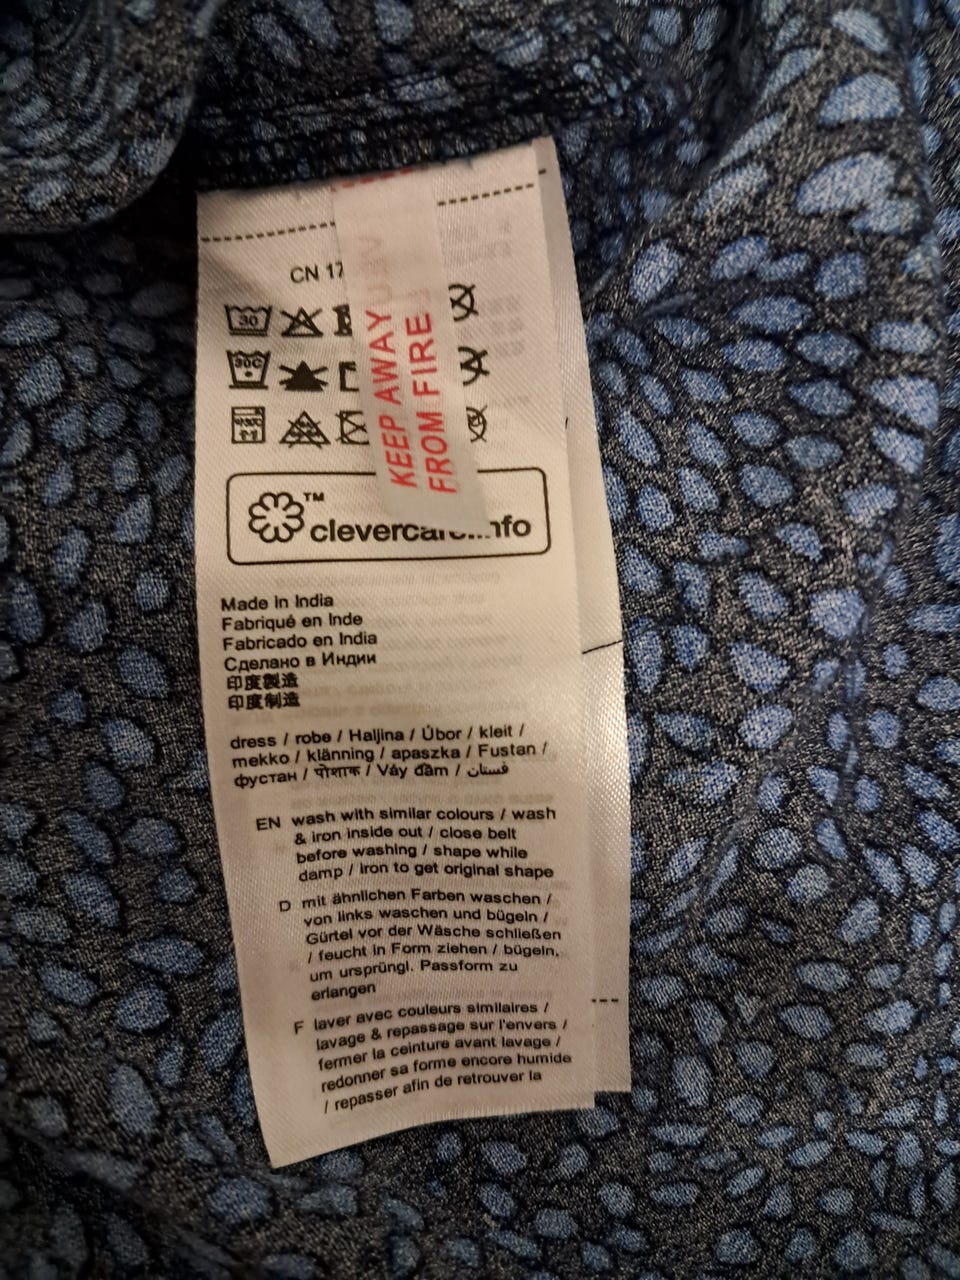 CN 17
30
30C
KEEP AWAY
FROM FIRE
TM
clevercare.info
Made in India
Fabriqué en Inde
Fabricado en India
Сделано в Индии
印度製造
印度制造
dress / robe / Haljina / Úbor / kleit /
mekko / klänning / apaszka / Fustan /
фустан / पोशाक / Váy đầm / فستان
EN wash with similar colours / wash
& iron inside out / close belt
before washing / shape while
damp / iron to get original shape
D mit ähnlichen Farben waschen /
von links waschen und bügeln /
Gürtel vor der Wäsche schließen
/ feucht in Form ziehen / bügeln,
um ursprüngl. Passform zu
erlangen
F laver avec couleurs similaires /
lavage & repassage sur l'envers /
fermer la ceinture avant lavage /
redonner sa forme encore humide
/ repasser afin de retrouver la